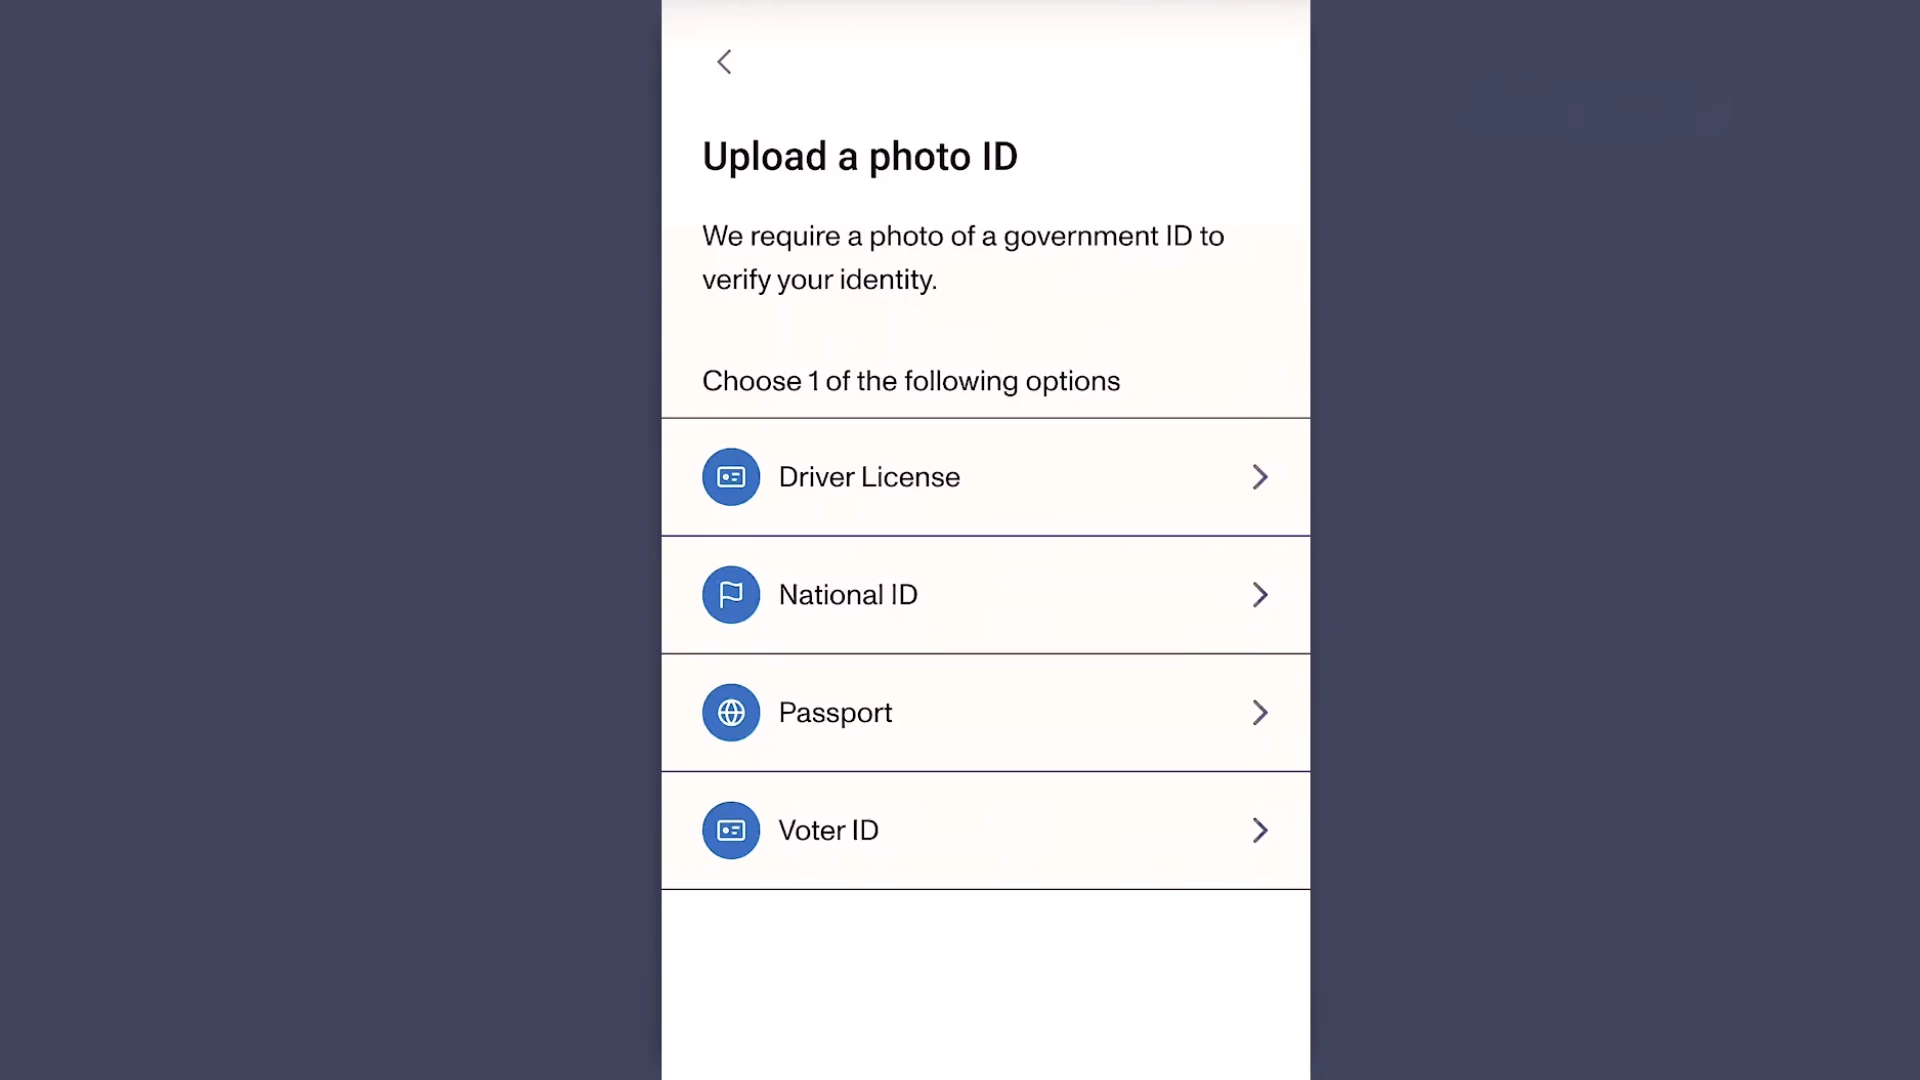 Upload a photo ID
We require a photo of a government ID to
verify your identity.
Choose 1 of the following options
Driver License
National ID
Passport
Voter ID